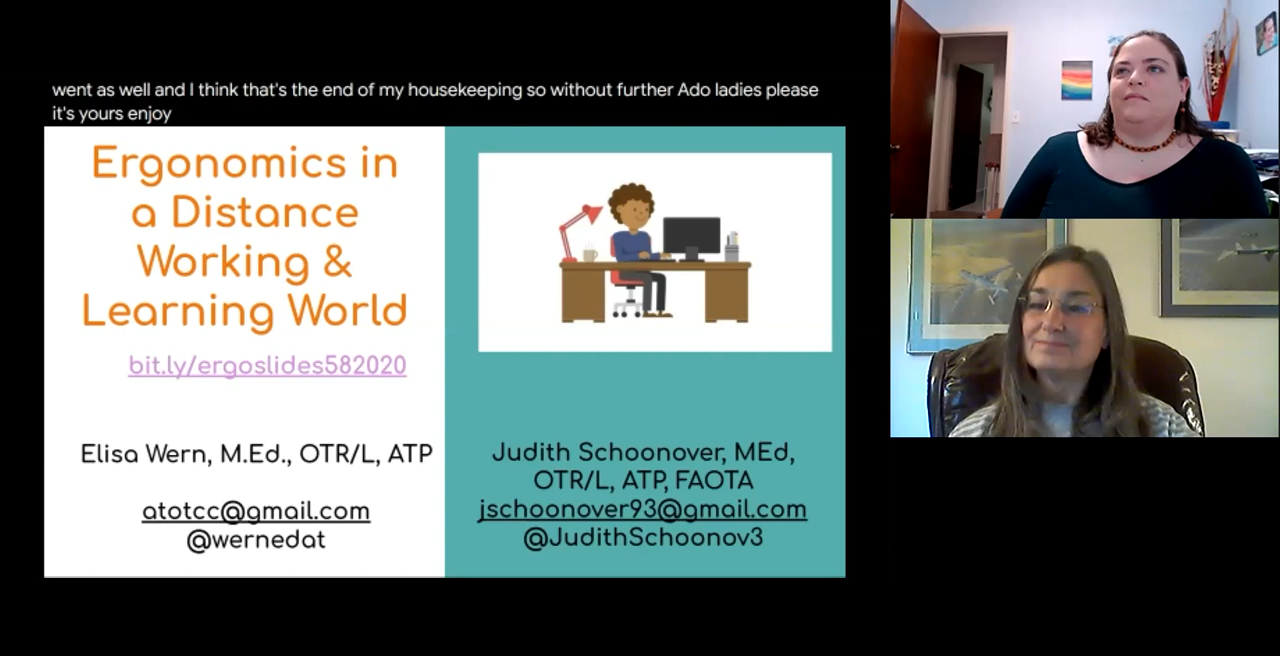 went as well and I think that's the end of my housekeeping so without further Ado ladies please
it's yours enjoy
Ergonomics in
a Distance
Working &
Learning World
bit.ly/ergoslides582020
Elisa Wern, M.Ed., OTR/L, ATP
atotcc@gmail.com
@wernedat
Judith Schoonover, MEd,
OTR/L, ATP, FAOTA
jschoonover93@gmail.com
@JudithSchoonov3